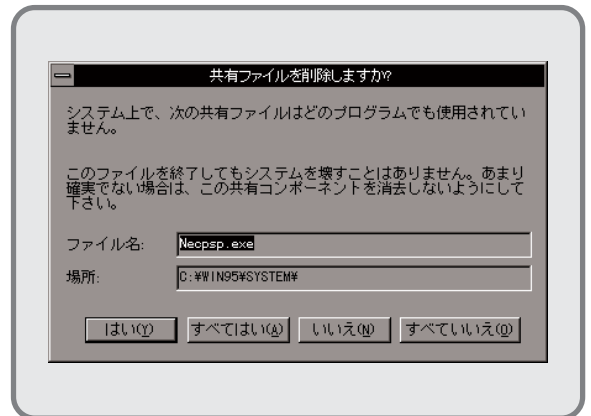 共有ファイルを削除しますか?
システム上で、次の共有ファイルはどのプログラムでも使用されてい
ません。
このファイルを終了してもシステムを壊すことはありません。あまり
確実でない場合は、この共有コンポーネントを消去しないようにして
下さい。
ファイル名: Necpsp.exe
場所: C:¥WIN95¥SYSTEM¥
はい(Y) すべてはい(A) いいえ(N) すべていいえ(O)